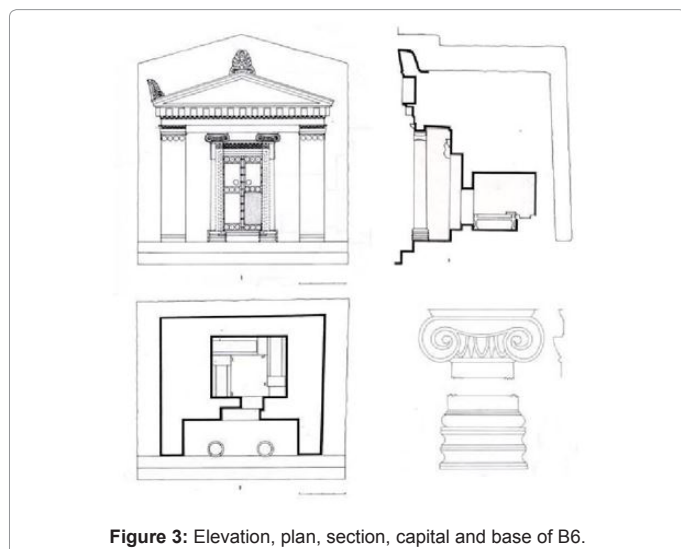 Figure 3: Elevation, plan, section, capital and base of B6.